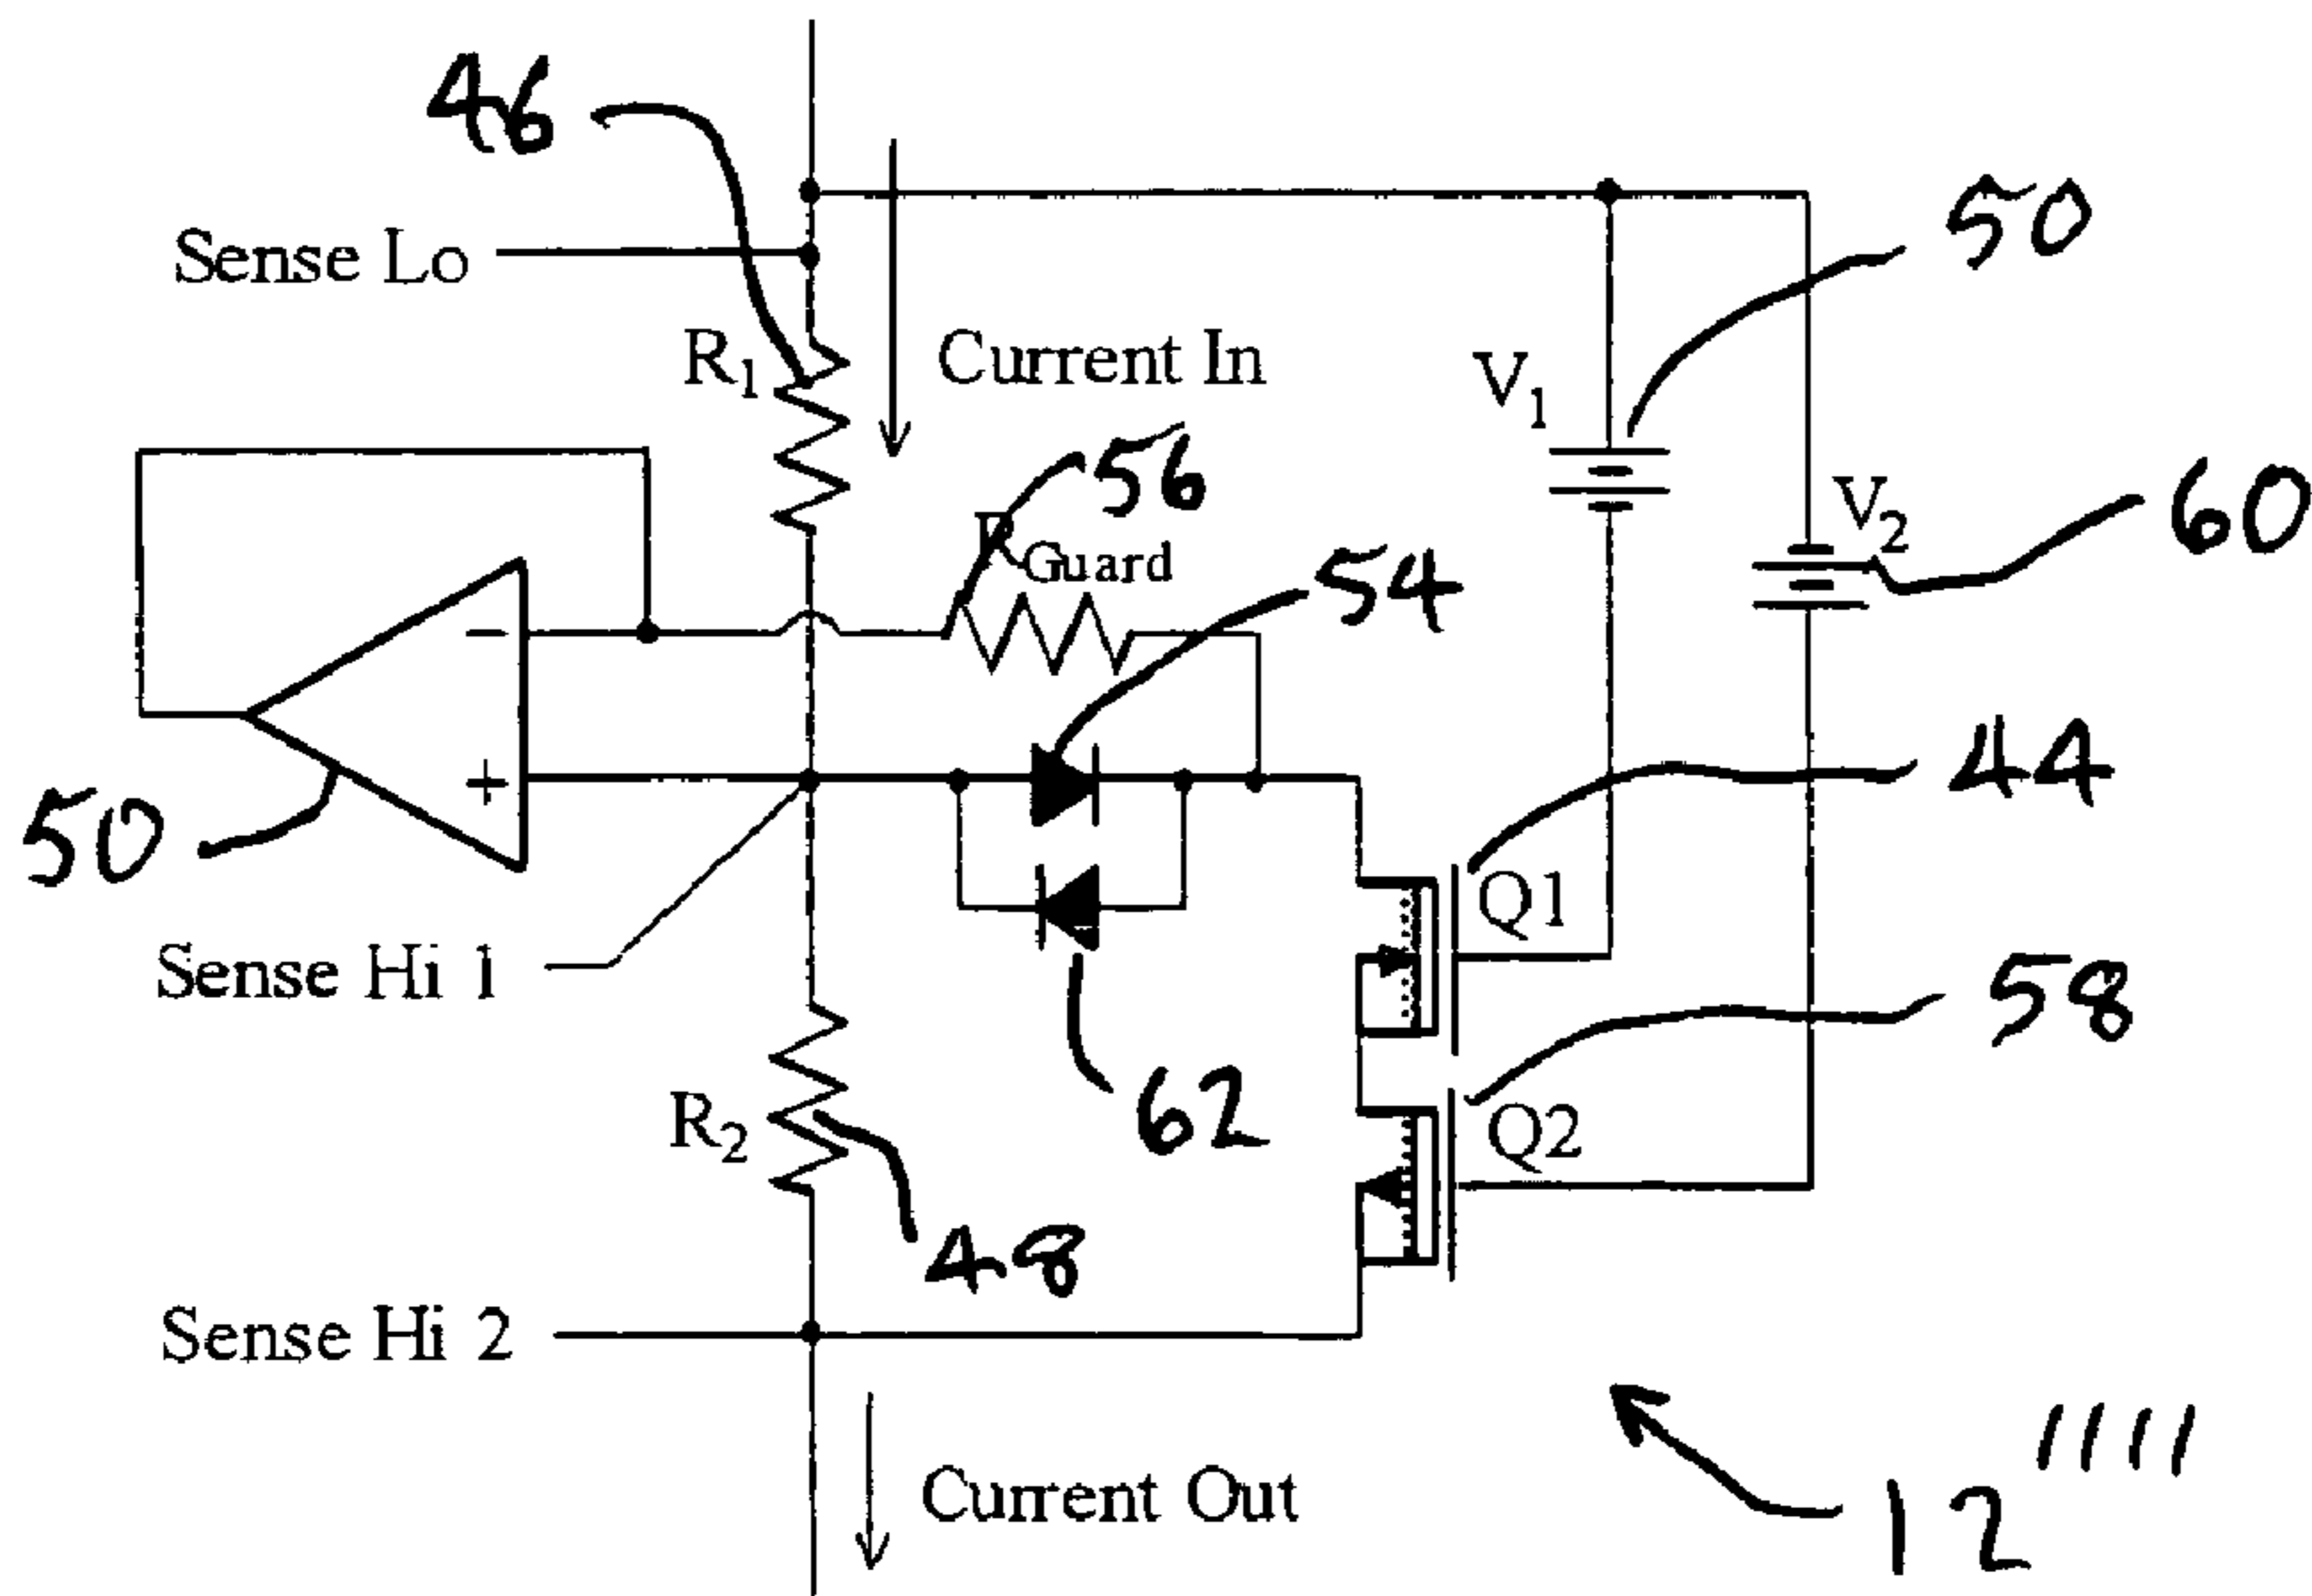 46
50
Sense Lo
R1
Current In
V1
56
RGuard
V2
60
54
−
+
50
44
Q1
Sense Hi 1
58
62
R2
Q2
48
Sense Hi 2
Current Out
12 ''''